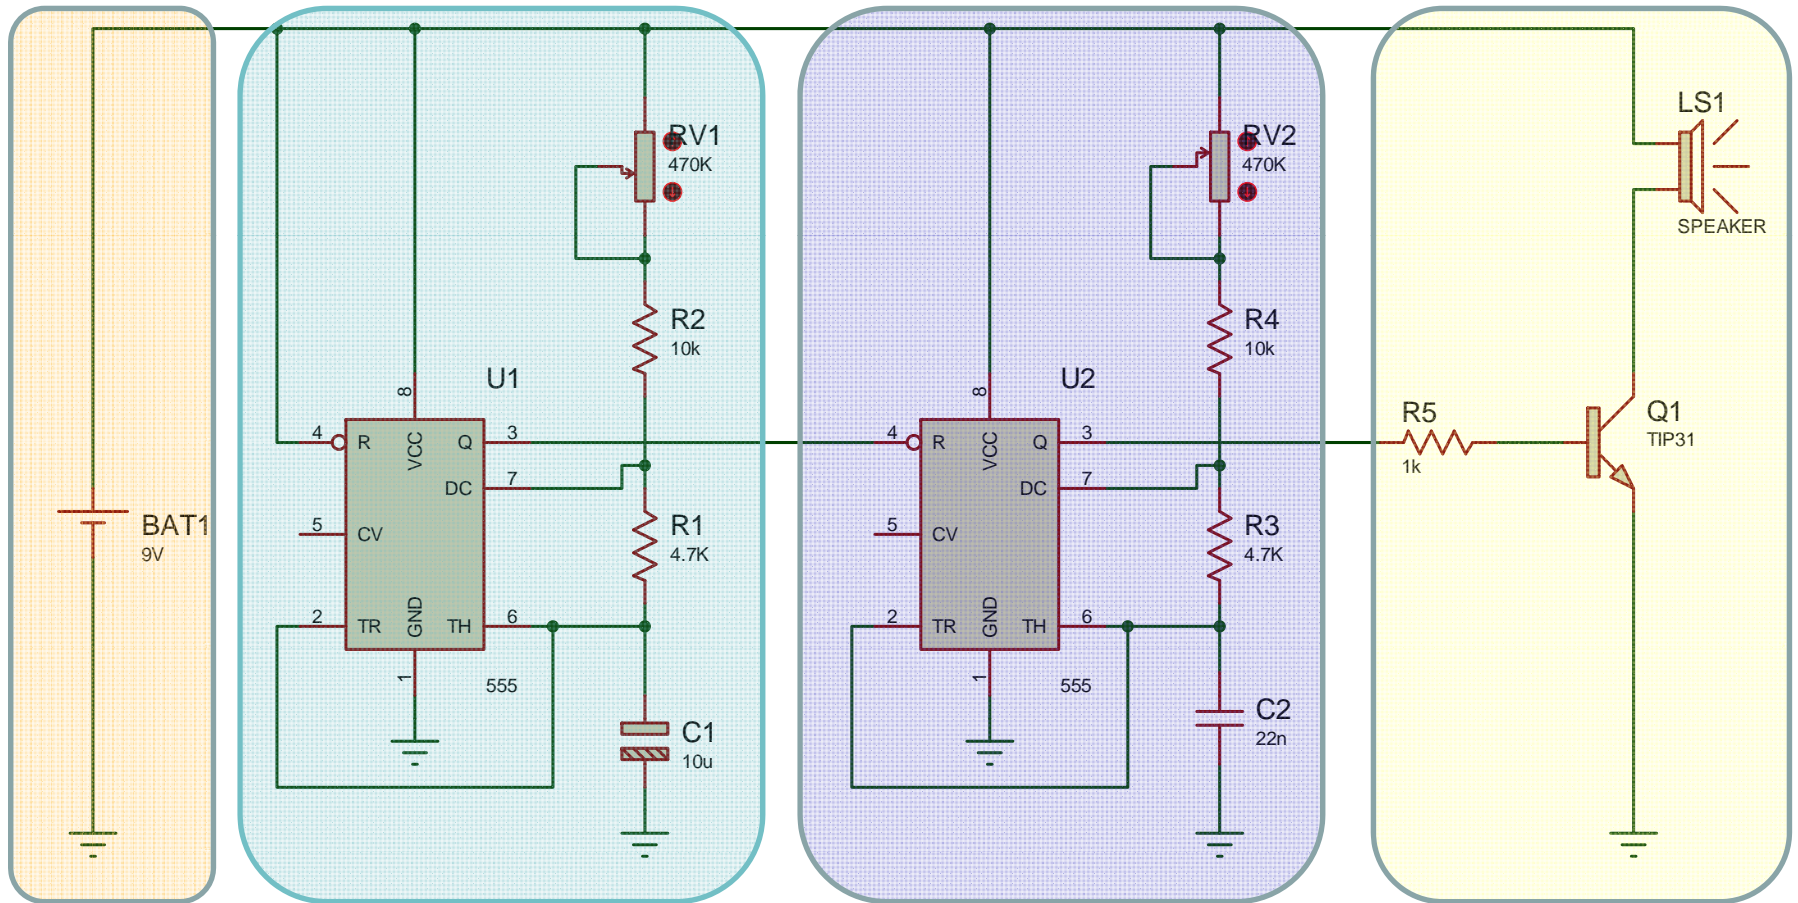 BAT1
9V
RV1
470K
R2
10k
U1
8
4
R
VCC
Q
3
DC
7
5
CV
R1
4.7K
2
TR
GND
TH
6
1
555
C1
10u
RV2
470K
R4
10k
U2
8
4
R
VCC
Q
3
DC
7
5
CV
R3
4.7K
2
TR
GND
TH
6
1
555
C2
22n
LS1
SPEAKER
R5
1k
Q1
TIP31